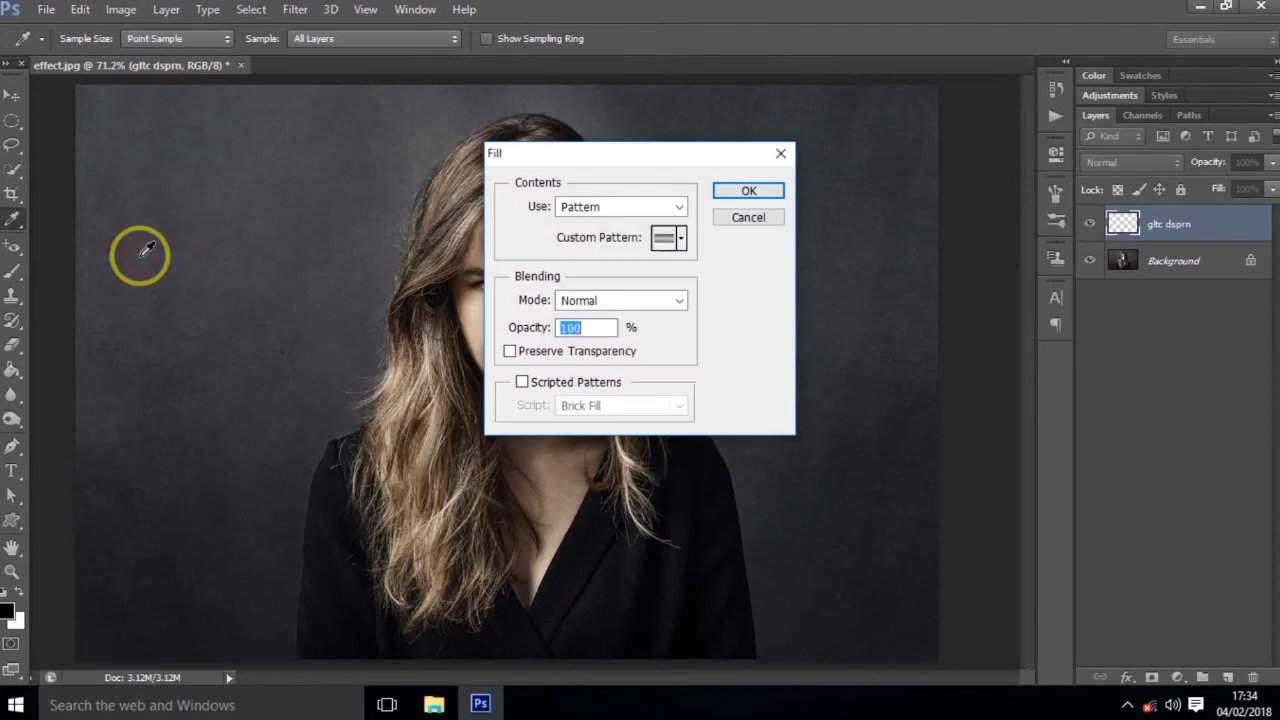 Ps File Edit Image Layer Type Select Filter 3D View Window Help
Sample Size: Point Sample Sample: All Layers Show Sampling Ring Essentials
effect.jpg @ 71.2% (gltc dsprn, RGB/8) * ×
Color Swatches
Adjustments Styles
Layers Channels Paths
Kind
Normal Opacity: 100%
Lock: Fill: 100%
gltc dsprn
Background
Fill
Contents
Use: Pattern
Custom Pattern:
OK
Cancel
Blending
Mode: Normal
Opacity: 100 %
Preserve Transparency
Scripted Patterns
Script: Brick Fill
Doc: 3.12M/3.12M
Search the web and Windows
Ps
17:34
04/02/2018